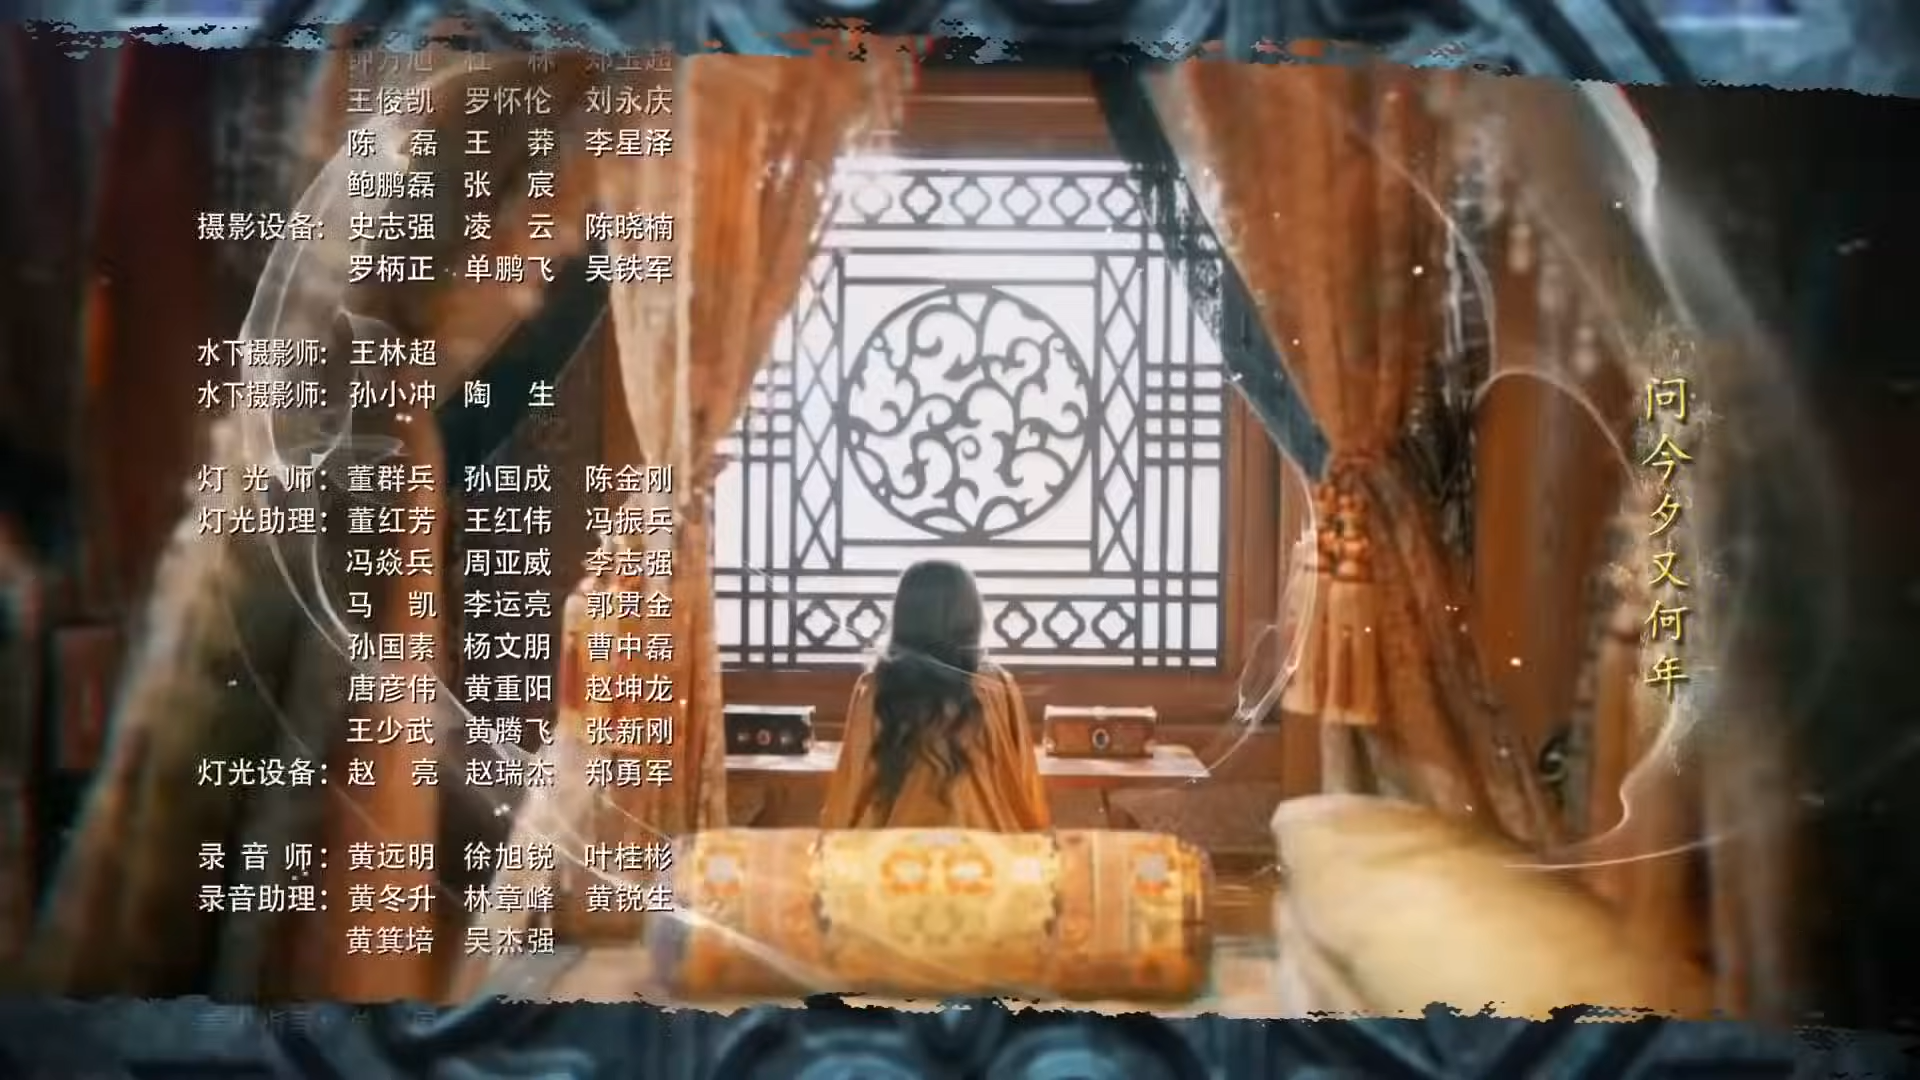 王俊凯 罗怀伦 刘永庆
陈 磊 王 莽 李星泽
鲍鹏磊 张 宸
摄影设备: 史志强 凌 云 陈晓楠
罗柄正 单鹏飞 吴铁军
水下摄影师: 王林超
水下摄影师: 孙小冲 陶 生
灯 光 师: 董群兵 孙国成 陈金刚
灯光助理: 董红芳 王红伟 冯振兵
冯焱兵 周亚威 李志强
马 凯 李运亮 郭贯金
孙国素 杨文朋 曹中磊
唐彦伟 黄重阳 赵坤龙
王少武 黄腾飞 张新刚
灯光设备: 赵 亮 赵瑞杰 郑勇军
录 音 师: 黄远明 徐旭锐 叶桂彬
录音助理: 黄冬升 林章峰 黄锐生
黄箕培 吴杰强
问今夕又何年